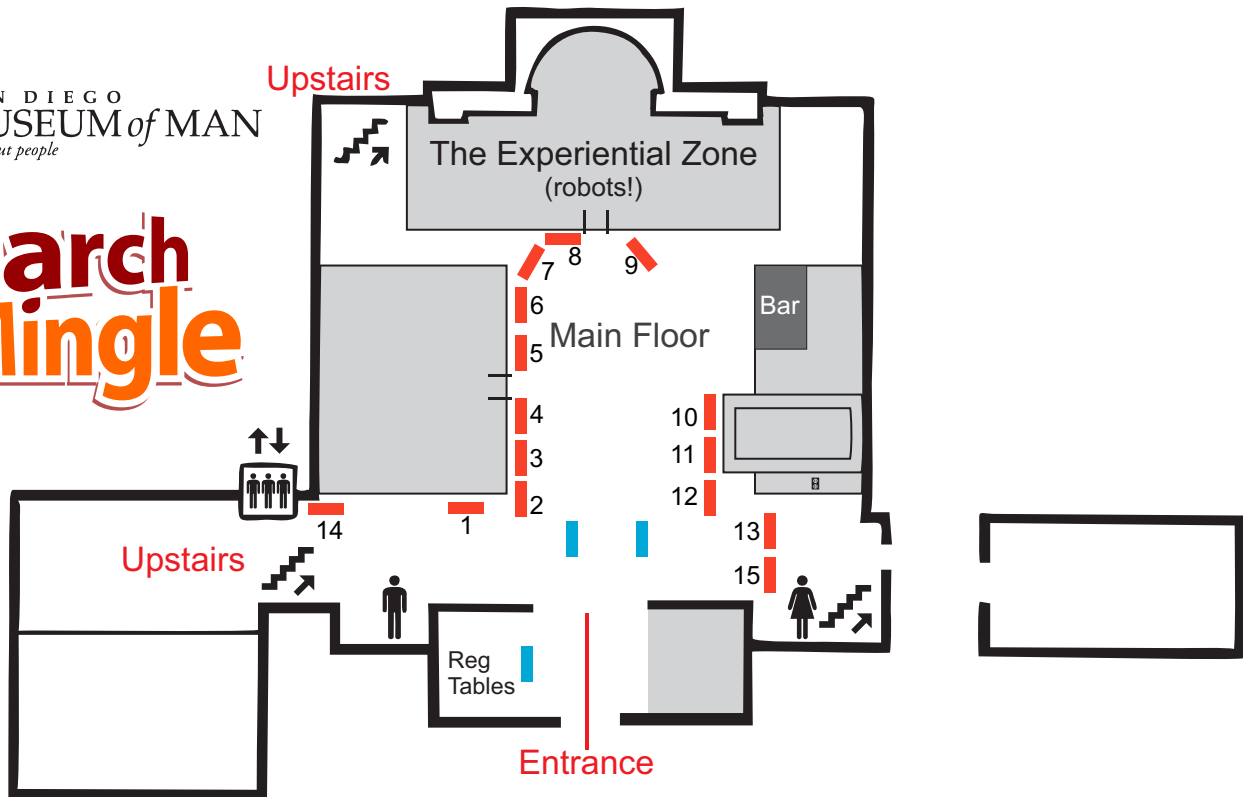 Upstairs
N DIEGO
USEUM of MAN
ut people
arch
Mingle
The Experiential Zone
(robots!)
8
9
7
6
Bar
Main Floor
5
4
10
3
11
2
12
14
1
13
Upstairs
15
Reg
Tables
Entrance